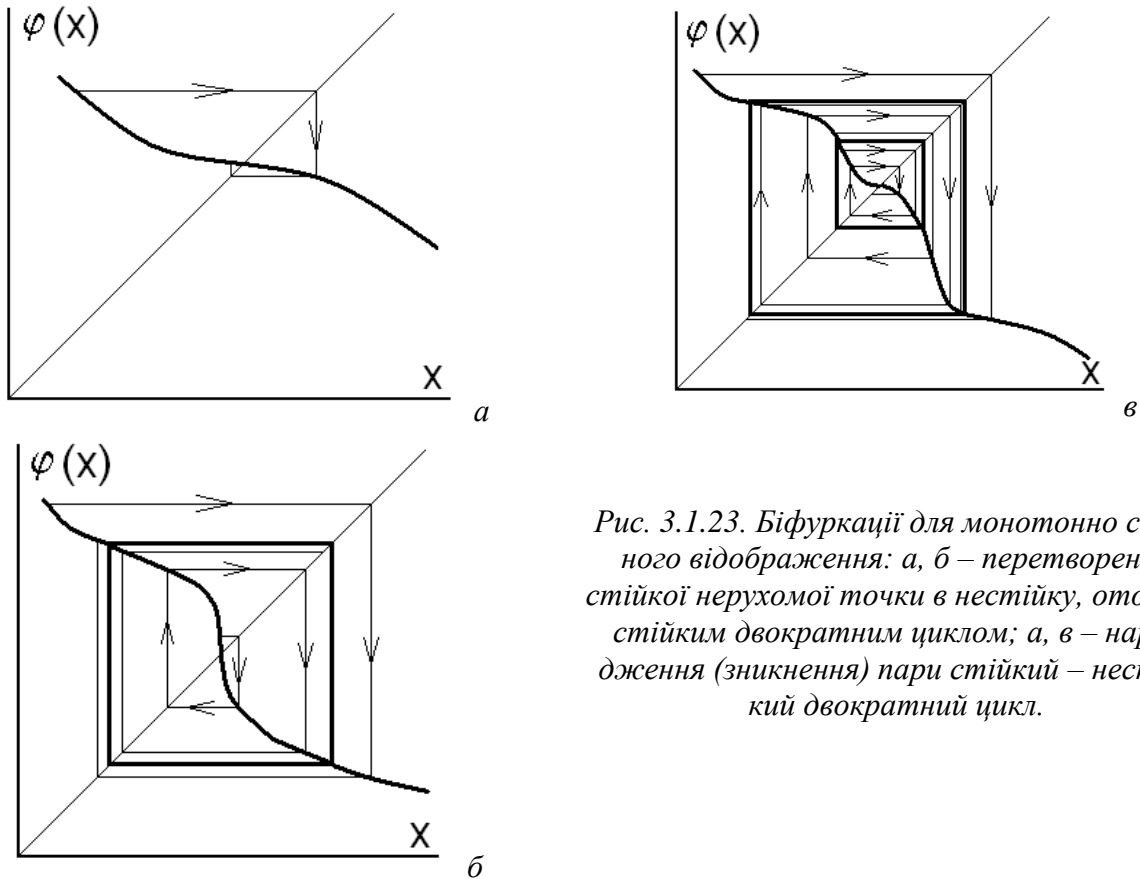 φ (x)
X
а
φ (x)
X
в
φ (x)
X
б
Рис. 3.1.23. Біфуркації для монотонно с
ного відображення: а, б – перетворен
стійкої нерухомої точки в нестійку, ото
стійким двократним циклом; а, в – нар
дження (зникнення) пари стійкий – нес
кий двократний цикл.